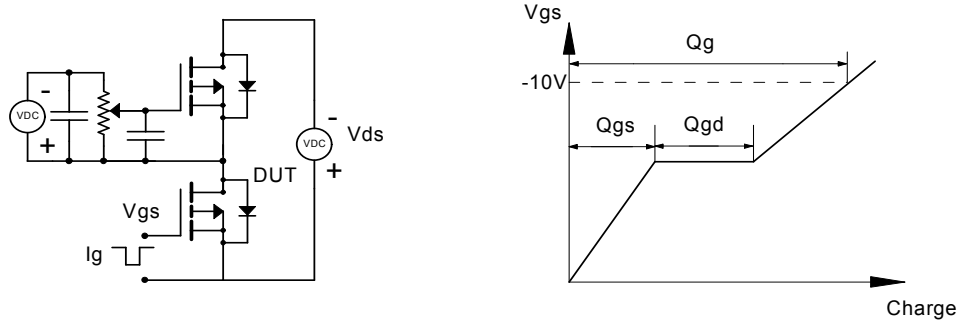 -
VDC
+
-
VDC
+
Vds
DUT
Vgs
Ig
Vgs
Qg
-10V
Qgs
Qgd
Charge